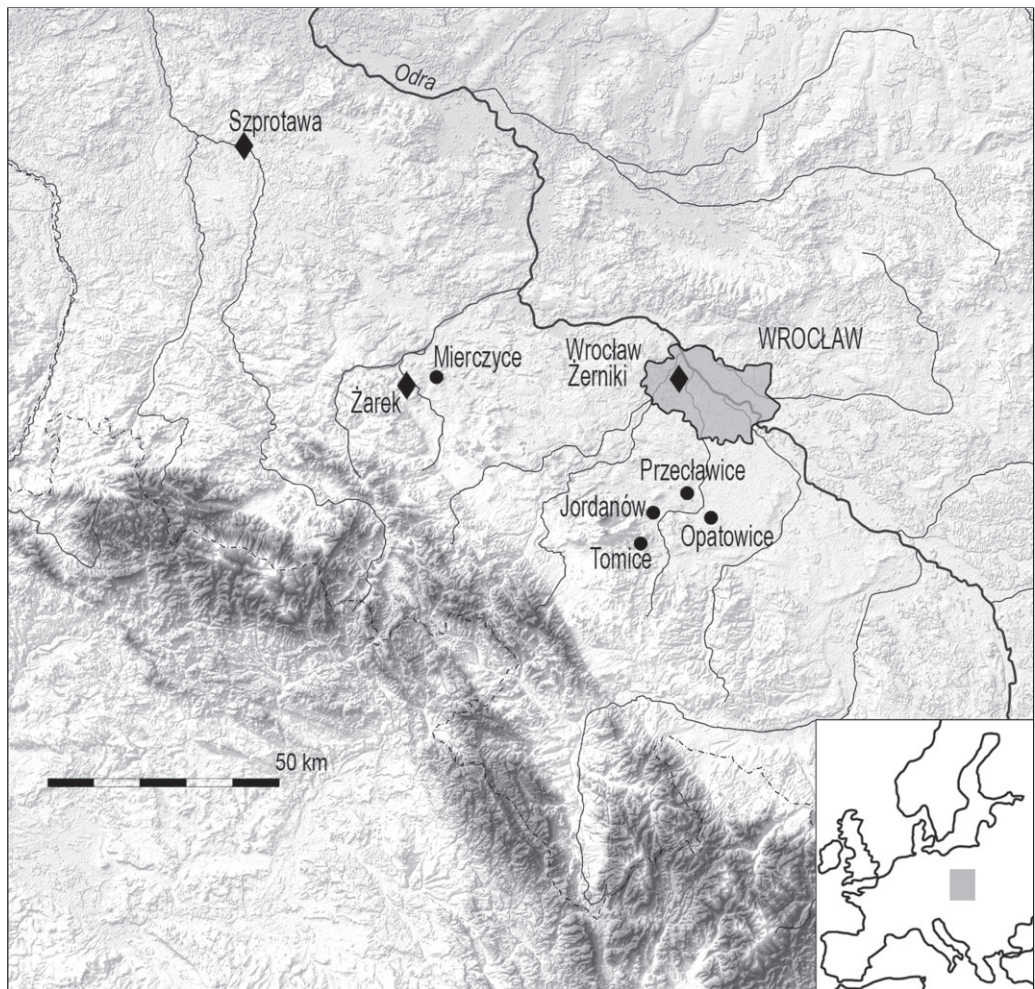 Odra
Szprotawa
Mierczyce
Żarek
Wrocław
Żerniki
WROCŁAW
Przecławice
Jordanów
Opatowice
Tomice
50 km